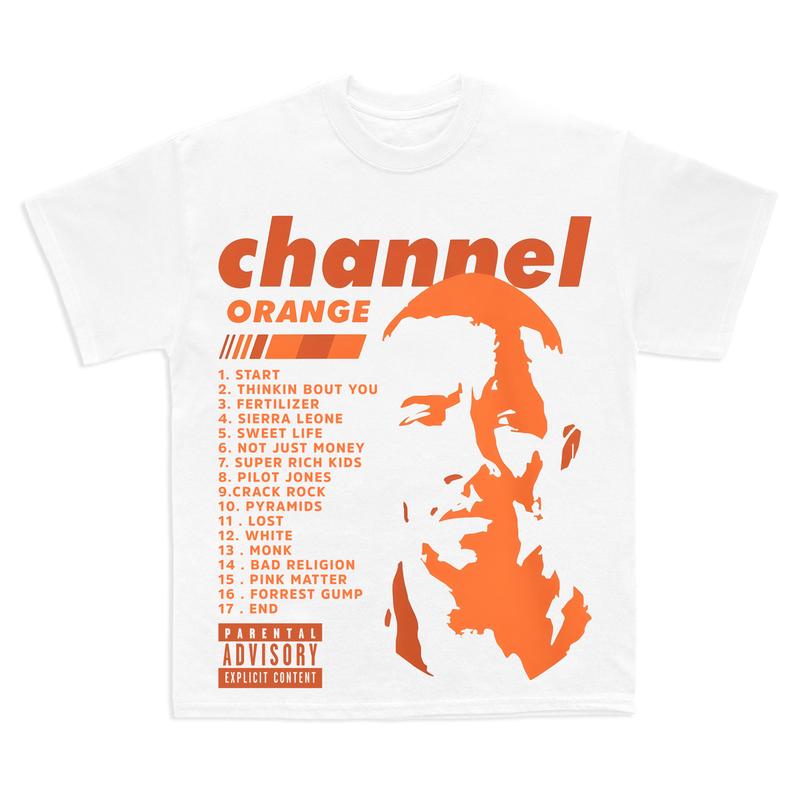 channel
ORANGE
1. START
2. THINKIN BOUT YOU
3. FERTILIZER
4. SIERRA LEONE
5. SWEET LIFE
6. NOT JUST MONEY
7. SUPER RICH KIDS
8. PILOT JONES
9.CRACK ROCK
10. PYRAMIDS
11 . LOST
12. WHITE
13 . MONK
14 . BAD RELIGION
15 . PINK MATTER
16 . FORREST GUMP
17 . END
PARENTAL
ADVISORY
EXPLICIT CONTENT